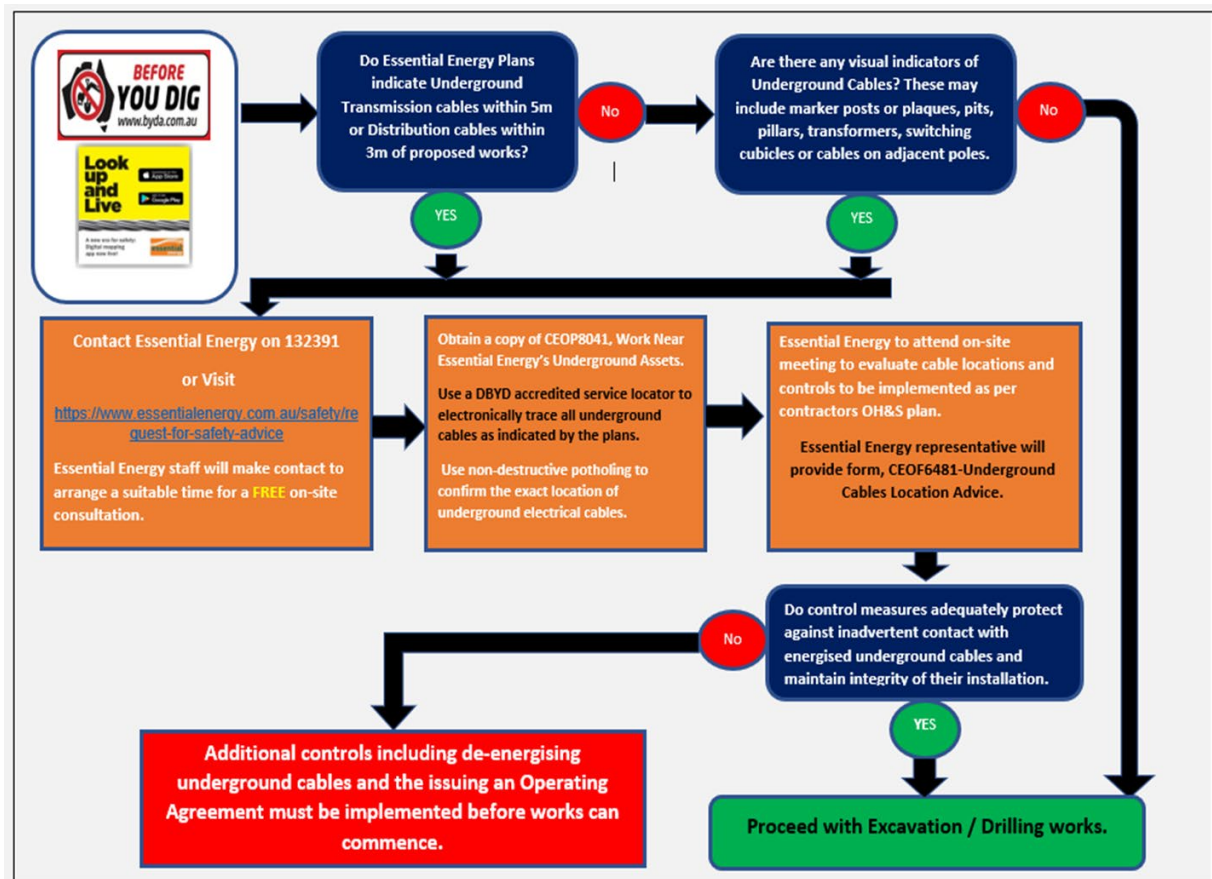 BEFORE
YOU DIG
www.byda.com.au
Look
up
and
Live
App Store
Google Play
A new era for safety:
Digital mapping
app now live!
essential
energy
Do Essential Energy Plans
indicate Underground
Transmission cables within 5m
or Distribution cables within
3m of proposed works?
No
Are there any visual indicators of
Underground Cables? These may
include marker posts or plaques, pits,
pillars, transformers, switching
cubicles or cables on adjacent poles.
No
YES
YES
Contact Essential Energy on 132391
or Visit
https://www.essentialenergy.com.au/safety/re
quest-for-safety-advice
Essential Energy staff will make contact to
arrange a suitable time for a FREE on-site
consultation.
Obtain a copy of CEOP8041, Work Near
Essential Energy’s Underground Assets.
Use a DBYD accredited service locator to
electronically trace all underground
cables as indicated by the plans.
Use non-destructive potholing to
confirm the exact location of
underground electrical cables.
Essential Energy to attend on-site
meeting to evaluate cable locations and
controls to be implemented as per
contractors OH&S plan.
Essential Energy representative will
provide form, CEOF6481-Underground
Cables Location Advice.
Do control measures adequately protect
against inadvertent contact with
energised underground cables and
maintain integrity of their installation.
No
YES
Additional controls including de-energising
underground cables and the issuing an Operating
Agreement must be implemented before works can
commence.
Proceed with Excavation / Drilling works.